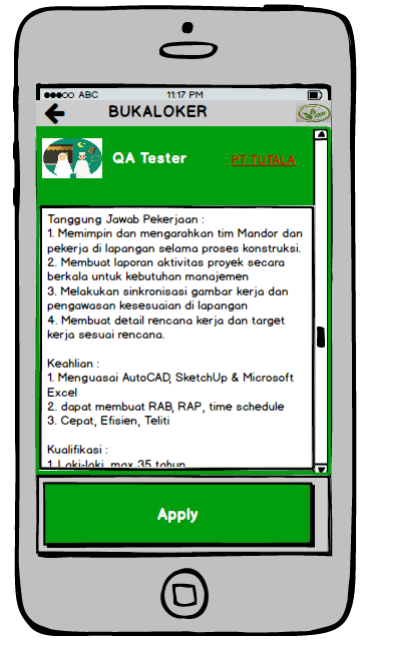 ABC 11:17 PM
BUKALOKER
QA Tester PT.TUTALA
Tanggung Jawab Pekerjaan :
1. Memimpin dan mengarahkan tim Mandor dan
pekerja di lapangan selama proses konstruksi.
2. Membuat laporan aktivitas proyek secara
berkala untuk kebutuhan manajemen
3. Melakukan sinkronisasi gambar kerja dan
pengawasan kesesuaian di lapangan
4. Membuat detail rencana kerja dan target
kerja sesuai rencana.
Keahlian :
1. Menguasai AutoCAD, SketchUp & Microsoft
Excel
2. dapat membuat RAB, RAP, time schedule
3. Cepat, Efisien, Teliti
Kualifikasi :
1. Laki-laki, max 35 tahun
Apply